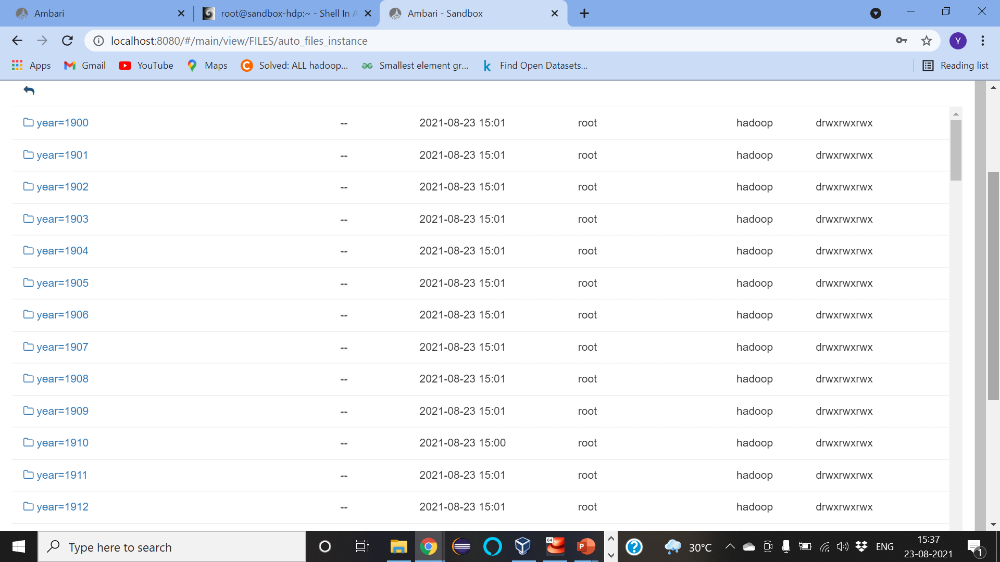 Ambari
root@sandbox-hdp:~ - Shell In A
Ambari - Sandbox
localhost:8080/#/main/view/FILES/auto_files_instance
Y
Apps
Gmail
YouTube
Maps
Solved: ALL hadoop...
Smallest element gr...
Find Open Datasets...
Reading list
year=1900 -- 2021-08-23 15:01 root hadoop drwxrwxrwx
year=1901 -- 2021-08-23 15:01 root hadoop drwxrwxrwx
year=1902 -- 2021-08-23 15:01 root hadoop drwxrwxrwx
year=1903 -- 2021-08-23 15:01 root hadoop drwxrwxrwx
year=1904 -- 2021-08-23 15:01 root hadoop drwxrwxrwx
year=1905 -- 2021-08-23 15:01 root hadoop drwxrwxrwx
year=1906 -- 2021-08-23 15:01 root hadoop drwxrwxrwx
year=1907 -- 2021-08-23 15:01 root hadoop drwxrwxrwx
year=1908 -- 2021-08-23 15:01 root hadoop drwxrwxrwx
year=1909 -- 2021-08-23 15:01 root hadoop drwxrwxrwx
year=1910 -- 2021-08-23 15:00 root hadoop drwxrwxrwx
year=1911 -- 2021-08-23 15:01 root hadoop drwxrwxrwx
year=1912 -- 2021-08-23 15:01 root hadoop drwxrwxrwx
Type here to search
64
P
?
30°C
ENG
15:37
23-08-2021
1